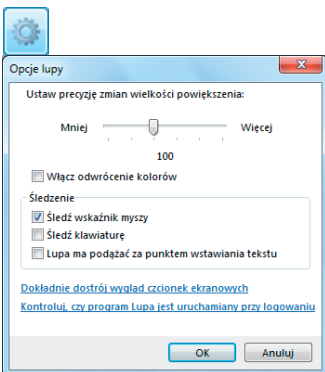 Opcje lupy
Ustaw precyzję zmian wielkości powiększenia:
Mniej Więcej
100
Włącz odwrócenie kolorów
Śledzenie
Śledź wskaźnik myszy
Śledź klawiaturę
Lupa ma podążać za punktem wstawiania tekstu
Dokładnie dostrój wygląd czcionek ekranowych
Kontroluj, czy program Lupa jest uruchamiany przy logowaniu
OK Anuluj